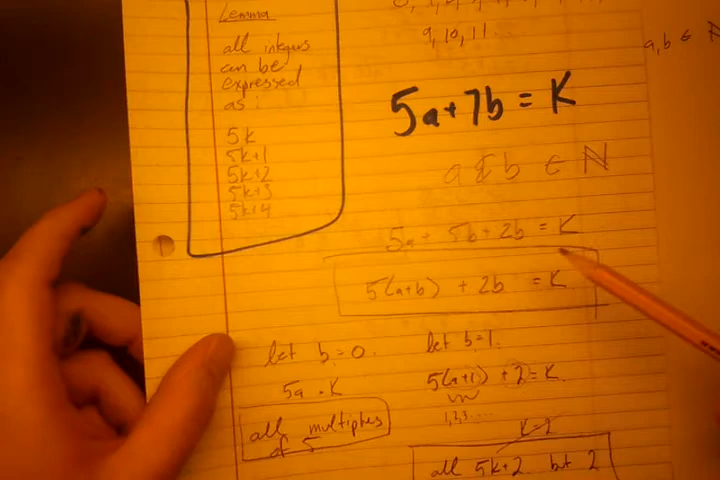 Lemma
all integers
can be
expressed
as:
5k
5k+1
5k+2
5k+3
5k+4
9, 10, 11...
a, b ∈ ℕ
5a+7b = K
a & b ∈ ℕ
5a + 5b + 2b = K
5(a+b) + 2b = K
let b=0.
5a = K
all multiples
of 5
let b=1.
5(a+1) + 2 = K.
1, 2, 3...
all 5k+2 but 2